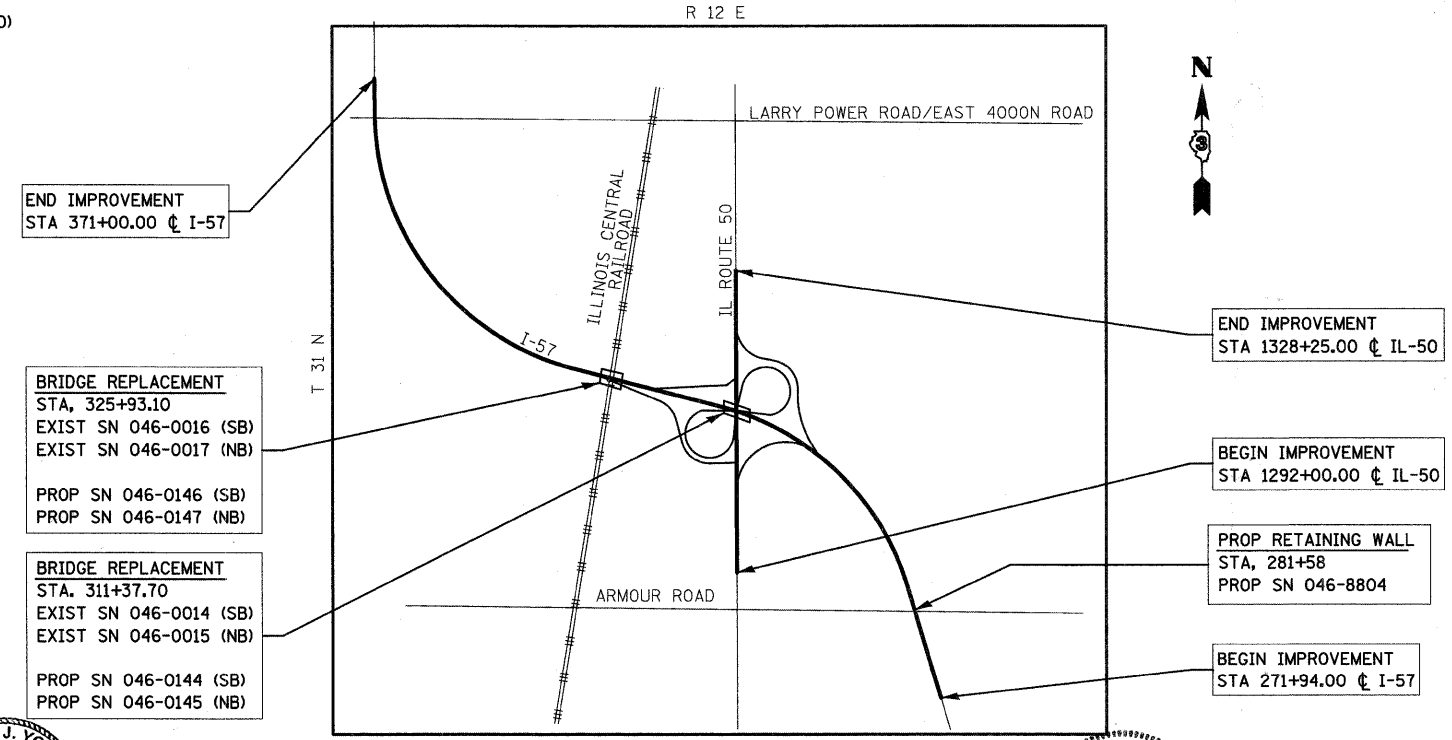 R 12 E
N
3
LARRY POWER ROAD/EAST 4000N ROAD
END IMPROVEMENT
STA 371+00.00 ℄ I-57
ILLINOIS CENTRAL
RAILROAD
IL ROUTE 50
T 31 N
I-57
END IMPROVEMENT
STA 1328+25.00 ℄ IL-50
BRIDGE REPLACEMENT
STA, 325+93.10
EXIST SN 046-0016 (SB)
EXIST SN 046-0017 (NB)
PROP SN 046-0146 (SB)
PROP SN 046-0147 (NB)
BEGIN IMPROVEMENT
STA 1292+00.00 ℄ IL-50
PROP RETAINING WALL
STA, 281+58
PROP SN 046-8804
BRIDGE REPLACEMENT
STA. 311+37.70
EXIST SN 046-0014 (SB)
EXIST SN 046-0015 (NB)
PROP SN 046-0144 (SB)
PROP SN 046-0145 (NB)
ARMOUR ROAD
BEGIN IMPROVEMENT
STA 271+94.00 ℄ I-57
J.